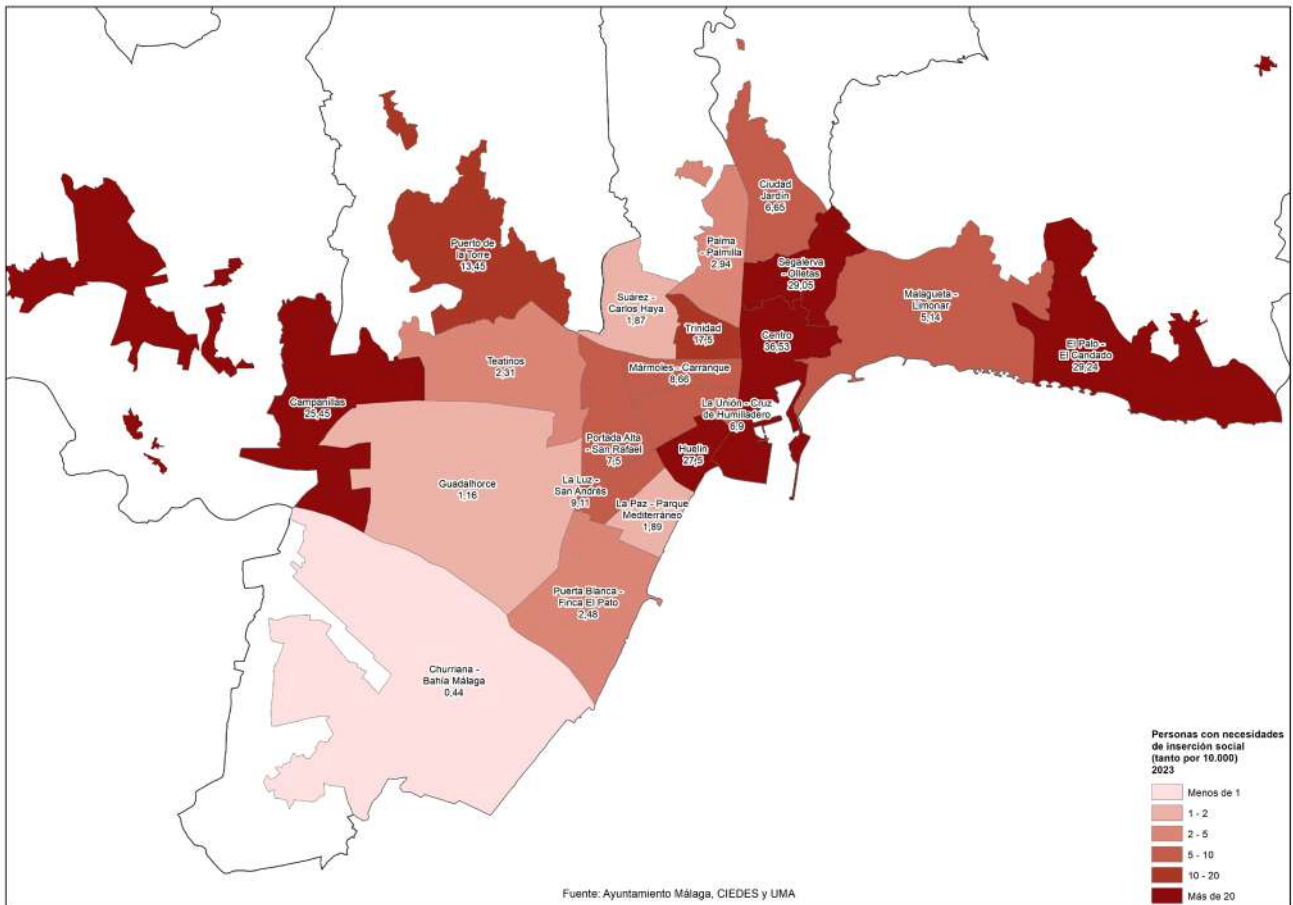 Ciudad
Jardín
6,65
Palma
- Palmilla
2,94
Puerto de
la Torre
13,45
Segalerva
- Olletas
29,05
Suárez -
Carlos Haya
1,87
Malagueta -
Limonar
5,14
Trinidad
17,5
Centro
36,53
El Palo -
El Candado
29,24
Teatinos
2,31
Mármoles - Carranque
8,66
Campanillas
25,45
La Unión - Cruz
de Humilladero
6,9
Portada Alta
- San Rafael
7,5
Huelin
27,5
Guadalhorce
1,16
La Luz -
San Andrés
9,11
La Paz - Parque
Mediterráneo
1,89
Puerta Blanca -
Finca El Pato
2,48
Churriana -
Bahía Málaga
0,44
Personas con necesidades
de inserción social
(tanto por 10.000)
2023
Menos de 1
1 - 2
2 - 5
5 - 10
10 - 20
Más de 20
Fuente: Ayuntamiento Málaga, CIEDES y UMA